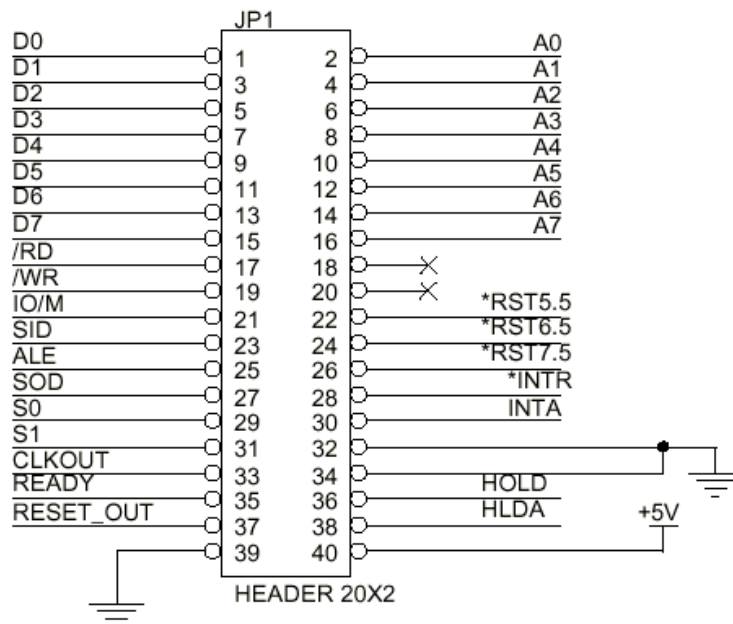 JP1
D0 1 2 A0
D1 3 4 A1
D2 5 6 A2
D3 7 8 A3
D4 9 10 A4
D5 11 12 A5
D6 13 14 A6
D7 15 16 A7
/RD 17 18
/WR 19 20
IO/M 21 22 *RST5.5
SID 23 24 *RST6.5
ALE 25 26 *RST7.5
SOD 27 28 *INTR
S0 29 30 INTA
S1 31 32
CLKOUT 33 34
READY 35 36 HOLD
RESET_OUT 37 38 HLDA
39 40 +5V
HEADER 20X2